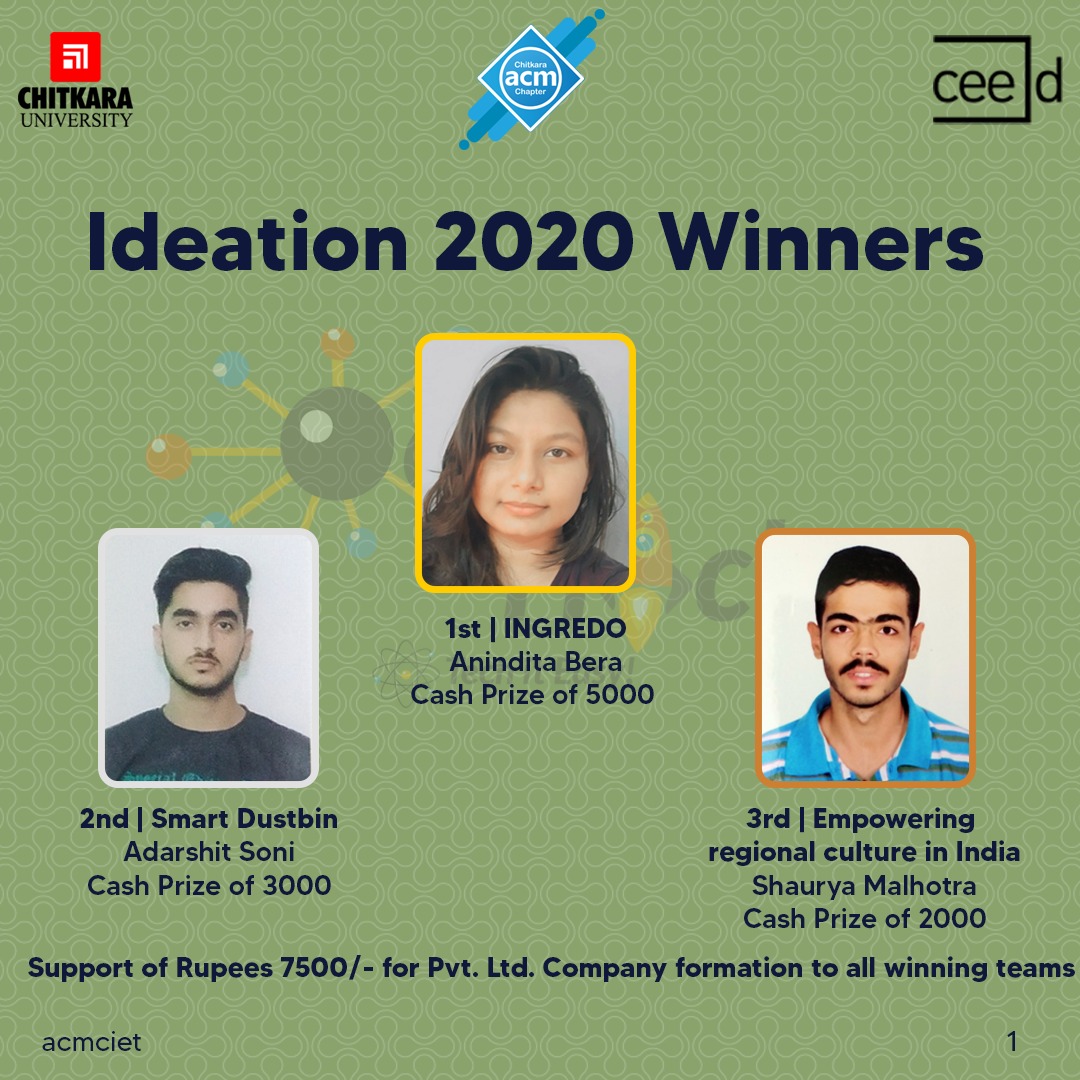 CHITKARA
UNIVERSITY
Chitkara
acm
Chapter
ceed
Ideation 2020 Winners
1st | INGREDO
Anindita Bera
Cash Prize of 5000
2nd | Smart Dustbin
Adarshit Soni
Cash Prize of 3000
3rd | Empowering
regional culture in India
Shaurya Malhotra
Cash Prize of 2000
Support of Rupees 7500/- for Pvt. Ltd. Company formation to all winning teams
acmciet
1